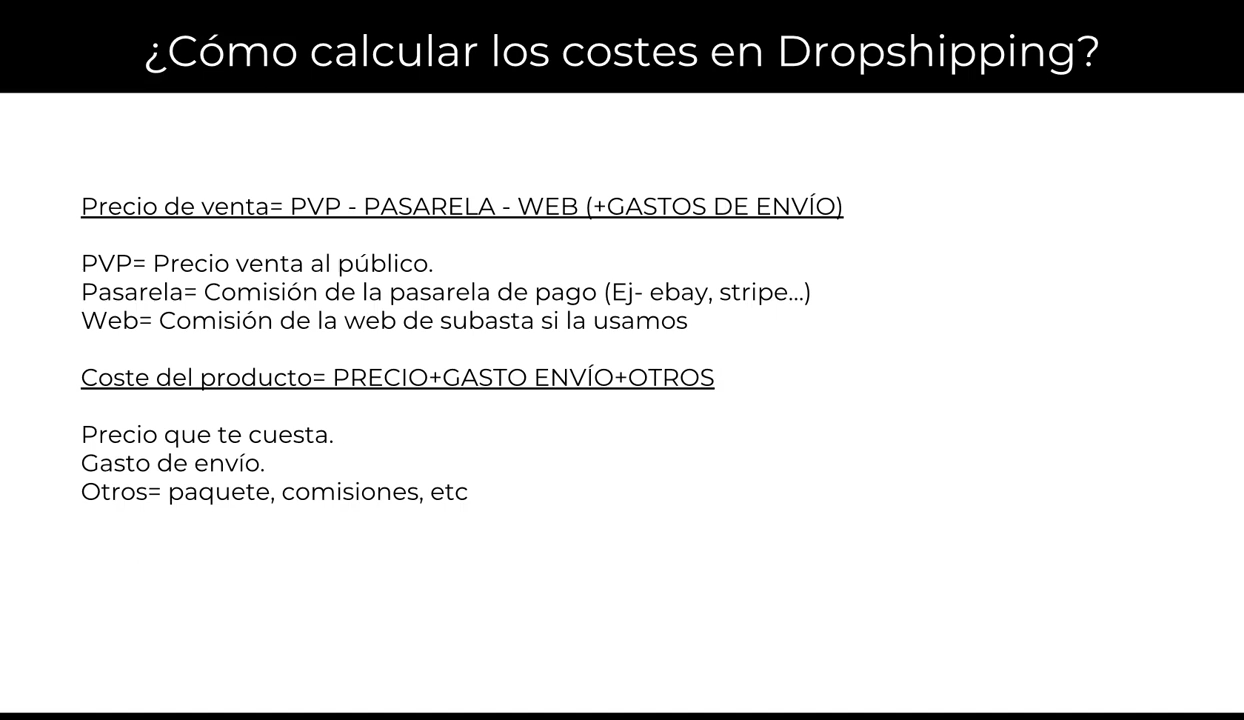 ¿Cómo calcular los costes en Dropshipping?
Precio de venta= PVP - PASARELA - WEB (+GASTOS DE ENVÍO)
PVP= Precio venta al público.
Pasarela= Comisión de la pasarela de pago (Ej- ebay, stripe...)
Web= Comisión de la web de subasta si la usamos
Coste del producto= PRECIO+GASTO ENVÍO+OTROS
Precio que te cuesta.
Gasto de envío.
Otros= paquete, comisiones, etc